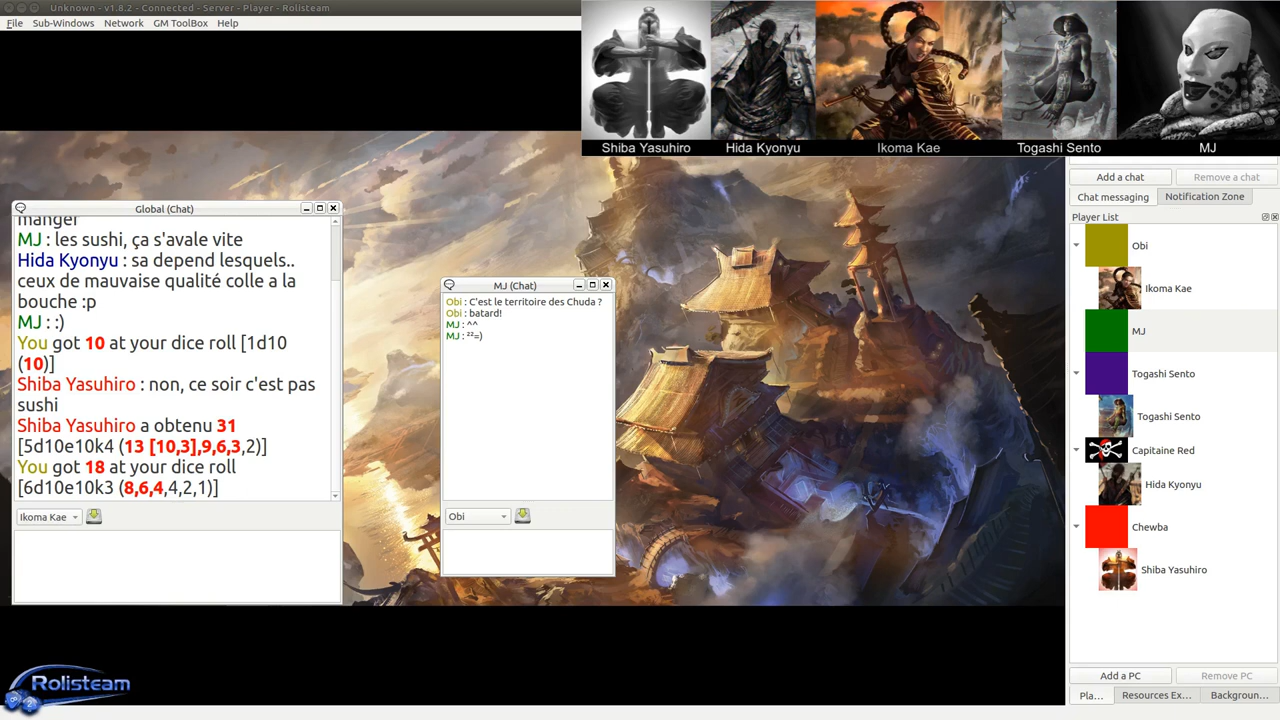 Unknown - v1.8.2 - Connected - Server - Player - Rolisteam
File Sub-Windows Network GM ToolBox Help
Shiba Yasuhiro Hida Kyonyu Ikoma Kae Togashi Sento MJ
Add a chat Remove a chat
Chat messaging Notification Zone
Player List
Obi
Ikoma Kae
MJ
Togashi Sento
Togashi Sento
Capitaine Red
Hida Kyonyu
Chewba
Shiba Yasuhiro
Add a PC Remove PC
Pla... Resources Ex... Backgroun...
Global (Chat)
manger
MJ : les sushi, ça s'avale vite
Hida Kyonyu : sa depend lesquels..
ceux de mauvaise qualité colle a la
bouche :p
MJ : :)
You got 10 at your dice roll [1d10
(10)]
Shiba Yasuhiro : non, ce soir c'est pas
sushi
Shiba Yasuhiro a obtenu 31
[5d10e10k4 (13 [10,3],9,6,3,2)]
You got 18 at your dice roll
[6d10e10k3 (8,6,4,4,2,1)]
Ikoma Kae
MJ (Chat)
Obi : C'est le territoire des Chuda ?
Obi : batard!
MJ : ^^
MJ : ²²=)
Obi
Rolisteam